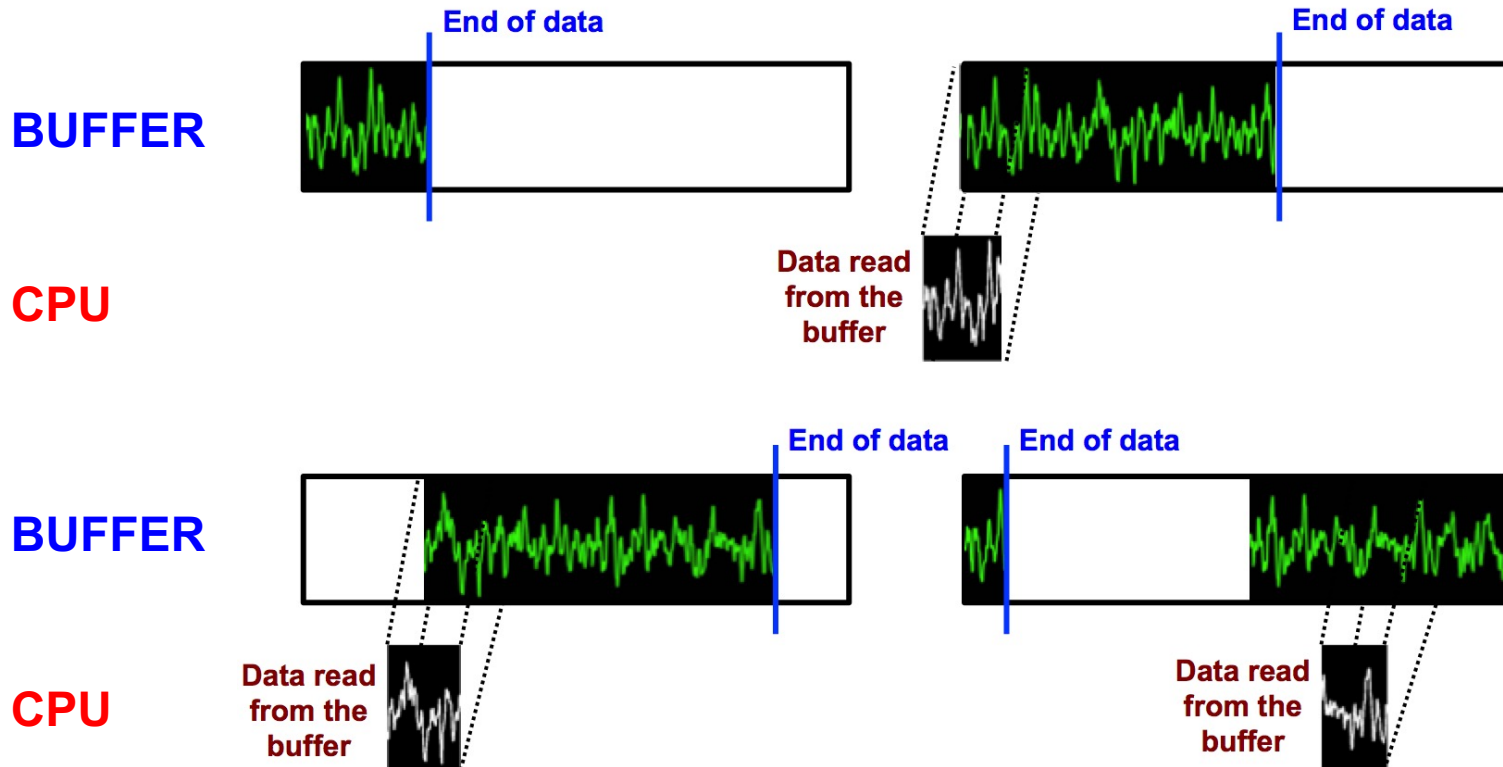 End of data
End of data
BUFFER
CPU
Data read
from the
buffer
End of data
End of data
BUFFER
CPU
Data read
from the
buffer
Data read
from the
buffer